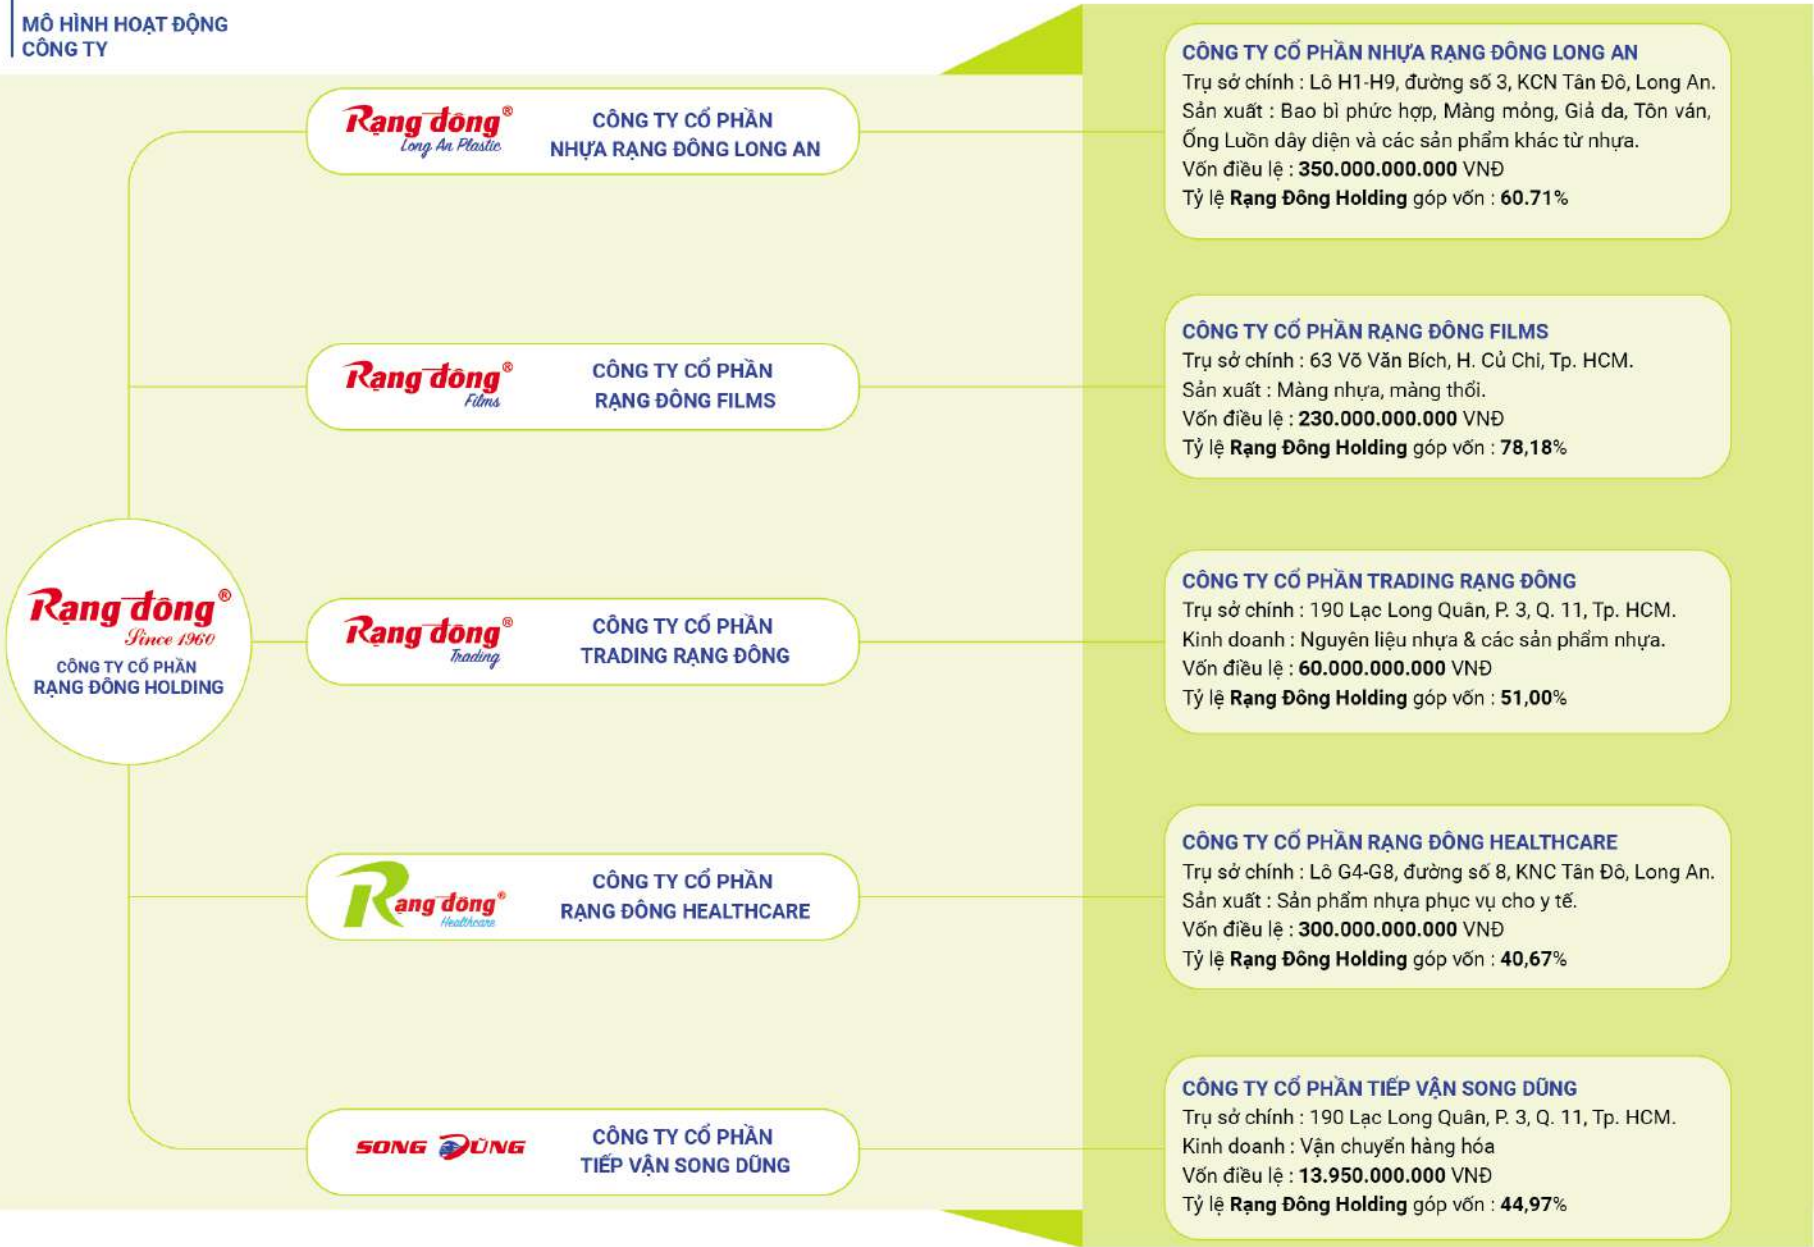 MÔ HÌNH HOẠT ĐỘNG
CÔNG TY
Rạng đông®
Since 1960
CÔNG TY CỔ PHẦN
RẠNG ĐÔNG HOLDING
Rạng đông®
Long An Plastic
CÔNG TY CỔ PHẦN
NHỰA RẠNG ĐÔNG LONG AN
CÔNG TY CỔ PHẦN NHỰA RẠNG ĐÔNG LONG AN
Trụ sở chính : Lô H1-H9, đường số 3, KCN Tân Đô, Long An.
Sản xuất : Bao bì phức hợp, Màng mỏng, Giả da, Tôn ván,
Ống Luồn dây diện và các sản phẩm khác từ nhựa.
Vốn điều lệ : 350.000.000.000 VNĐ
Tỷ lệ Rạng Đông Holding góp vốn : 60.71%
Rạng đông®
Films
CÔNG TY CỔ PHẦN
RẠNG ĐÔNG FILMS
CÔNG TY CỔ PHẦN RẠNG ĐÔNG FILMS
Trụ sở chính : 63 Võ Văn Bích, H. Củ Chi, Tp. HCM.
Sản xuất : Màng nhựa, màng thổi.
Vốn điều lệ : 230.000.000.000 VNĐ
Tỷ lệ Rạng Đông Holding góp vốn : 78,18%
Rạng đông®
Trading
CÔNG TY CỔ PHẦN
TRADING RẠNG ĐÔNG
CÔNG TY CỔ PHẦN TRADING RẠNG ĐÔNG
Trụ sở chính : 190 Lạc Long Quân, P. 3, Q. 11, Tp. HCM.
Kinh doanh : Nguyên liệu nhựa & các sản phẩm nhựa.
Vốn điều lệ : 60.000.000.000 VNĐ
Tỷ lệ Rạng Đông Holding góp vốn : 51,00%
Rạng đông®
Healthcare
CÔNG TY CỔ PHẦN
RẠNG ĐÔNG HEALTHCARE
CÔNG TY CỔ PHẦN RẠNG ĐÔNG HEALTHCARE
Trụ sở chính : Lô G4-G8, đường số 8, KNC Tân Đô, Long An.
Sản xuất : Sản phẩm nhựa phục vụ cho y tế.
Vốn điều lệ : 300.000.000.000 VNĐ
Tỷ lệ Rạng Đông Holding góp vốn : 40,67%
SONG DŨNG
CÔNG TY CỔ PHẦN
TIẾP VẬN SONG DŨNG
CÔNG TY CỔ PHẦN TIẾP VẬN SONG DŨNG
Trụ sở chính : 190 Lạc Long Quân, P. 3, Q. 11, Tp. HCM.
Kinh doanh : Vận chuyển hàng hóa
Vốn điều lệ : 13.950.000.000 VNĐ
Tỷ lệ Rạng Đông Holding góp vốn : 44,97%